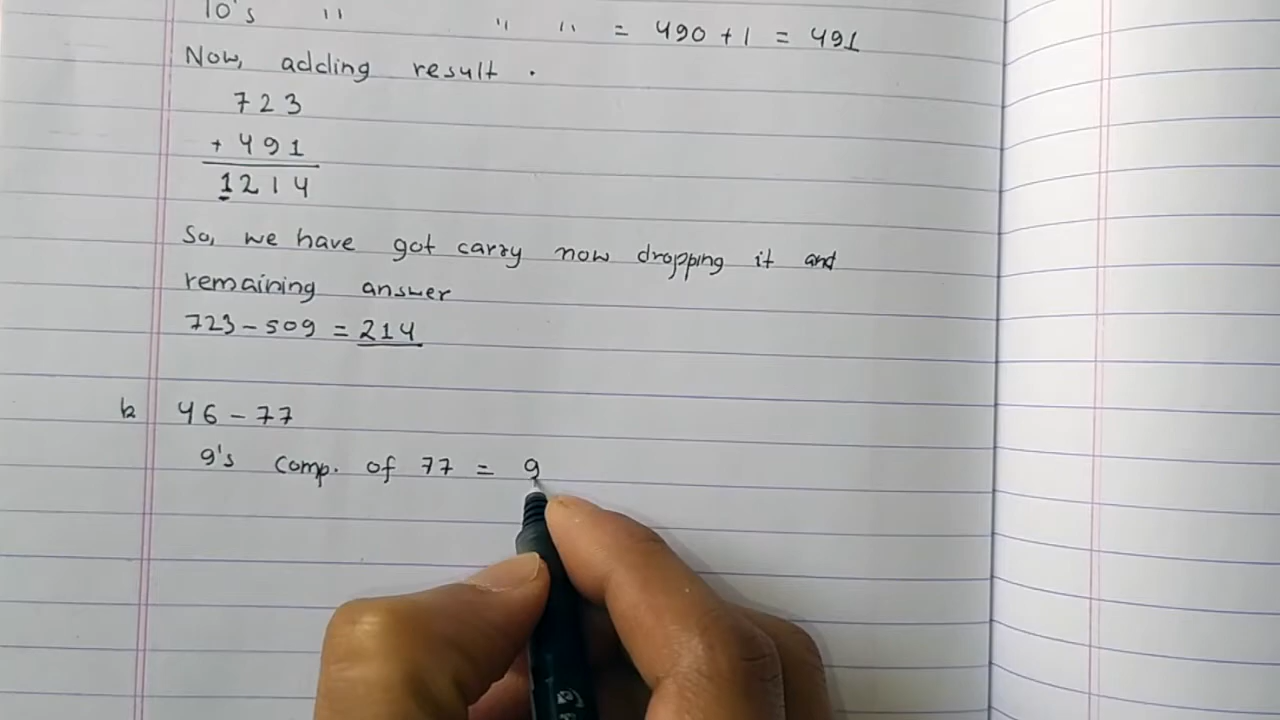 10's " " " = 490 + 1 = 491
Now, adding result .
723
+ 491
1214
So, we have got carry now dropping it and
remaining answer
723 - 509 = 214
b 46 - 77
9's comp. of 77 = 9